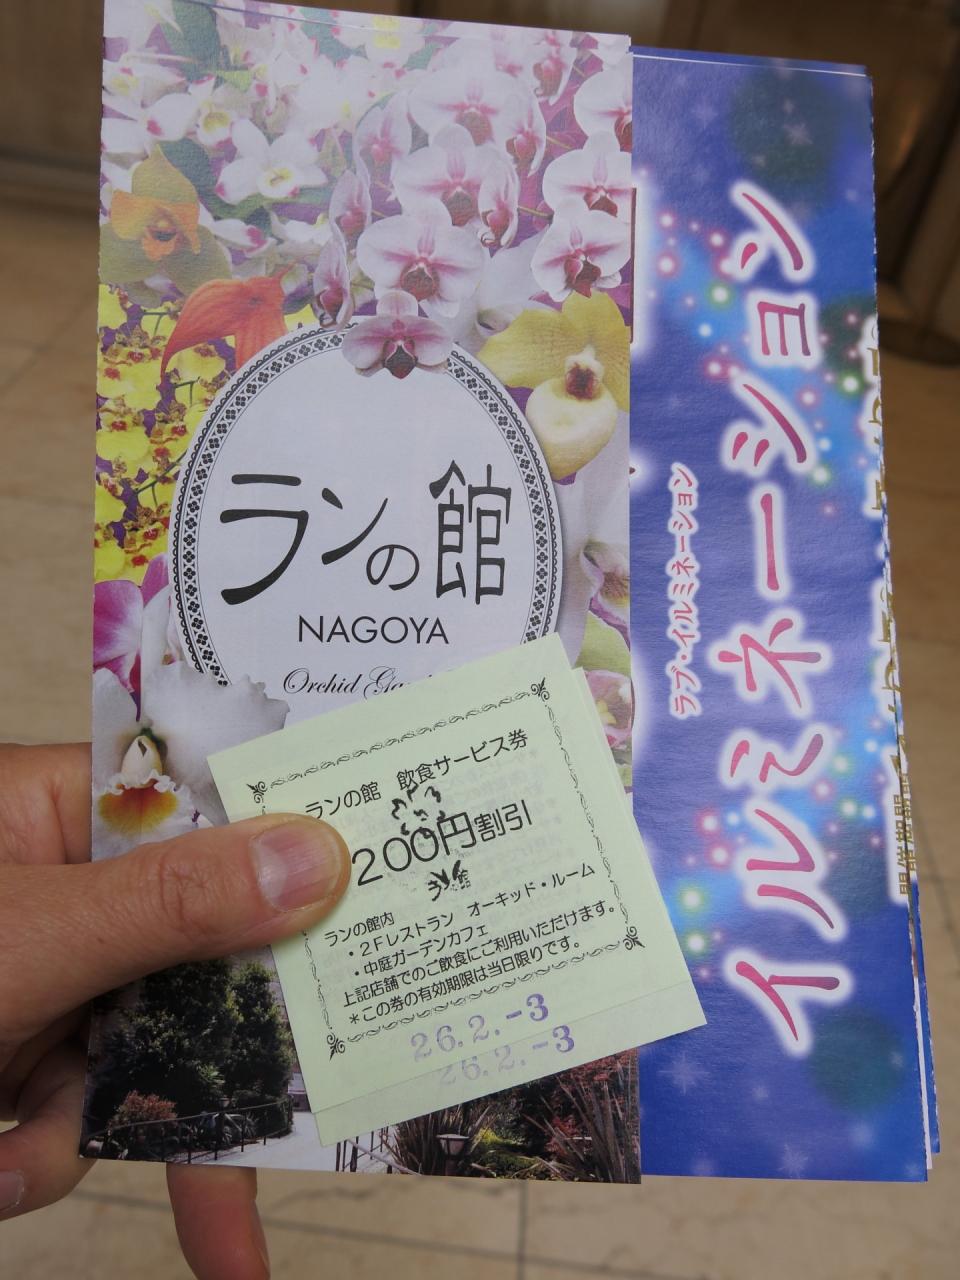 ランの館
NAGOYA
Orchid
ランの館 飲食サービス券
200円割引
ランの館内
・2Fレストラン オーキッド・ルーム
・中庭ガーデンカフェ
上記店舗でのご飲食にご利用いただけます。
*この券の有効期限は当日限りです。
26.2.-3
26.2.-3
イルミネーション
ラブ・イルミネーション
開催期間